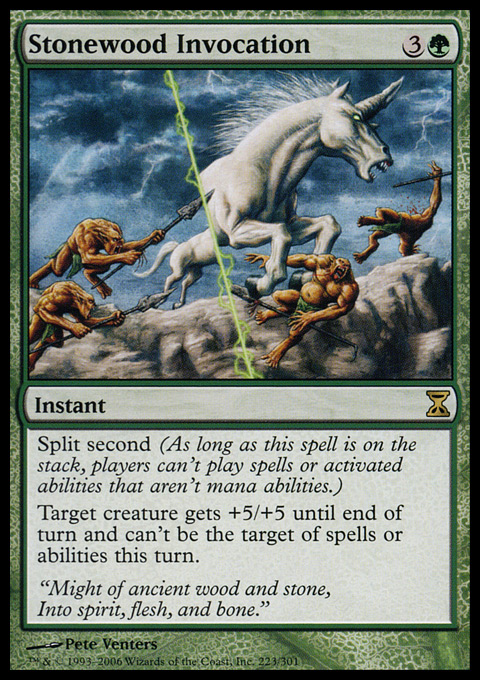 Stonewood Invocation 3
Instant
Split second (As long as this spell is on the
stack, players can't play spells or activated
abilities that aren't mana abilities.)
Target creature gets +5/+5 until end of
turn and can't be the target of spells or
abilities this turn.
“Might of ancient wood and stone,
Into spirit, flesh, and bone.”
Pete Venters
™ & © 1993–2006 Wizards of the Coast, Inc. 223/301